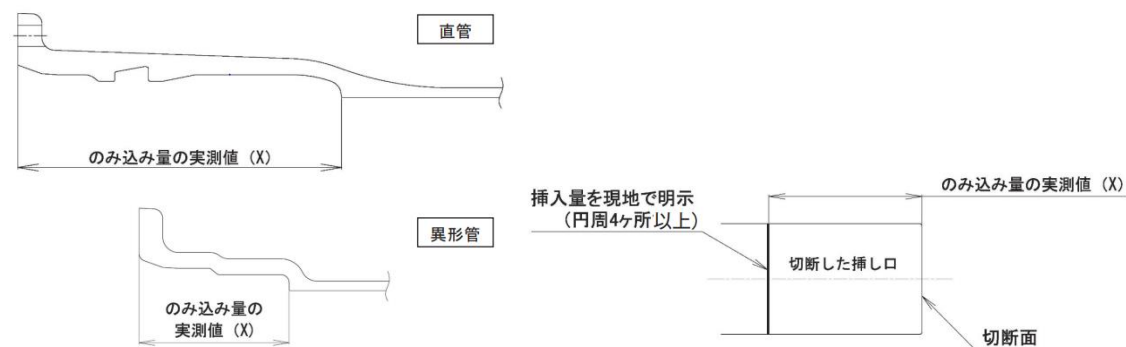 直管
のみ込み量の実測値（X）
異形管
のみ込み量の
実測値（X）
のみ込み量の実測値（X）
挿入量を現地で明示
（円周4ヶ所以上）
切断した挿し口
切断面